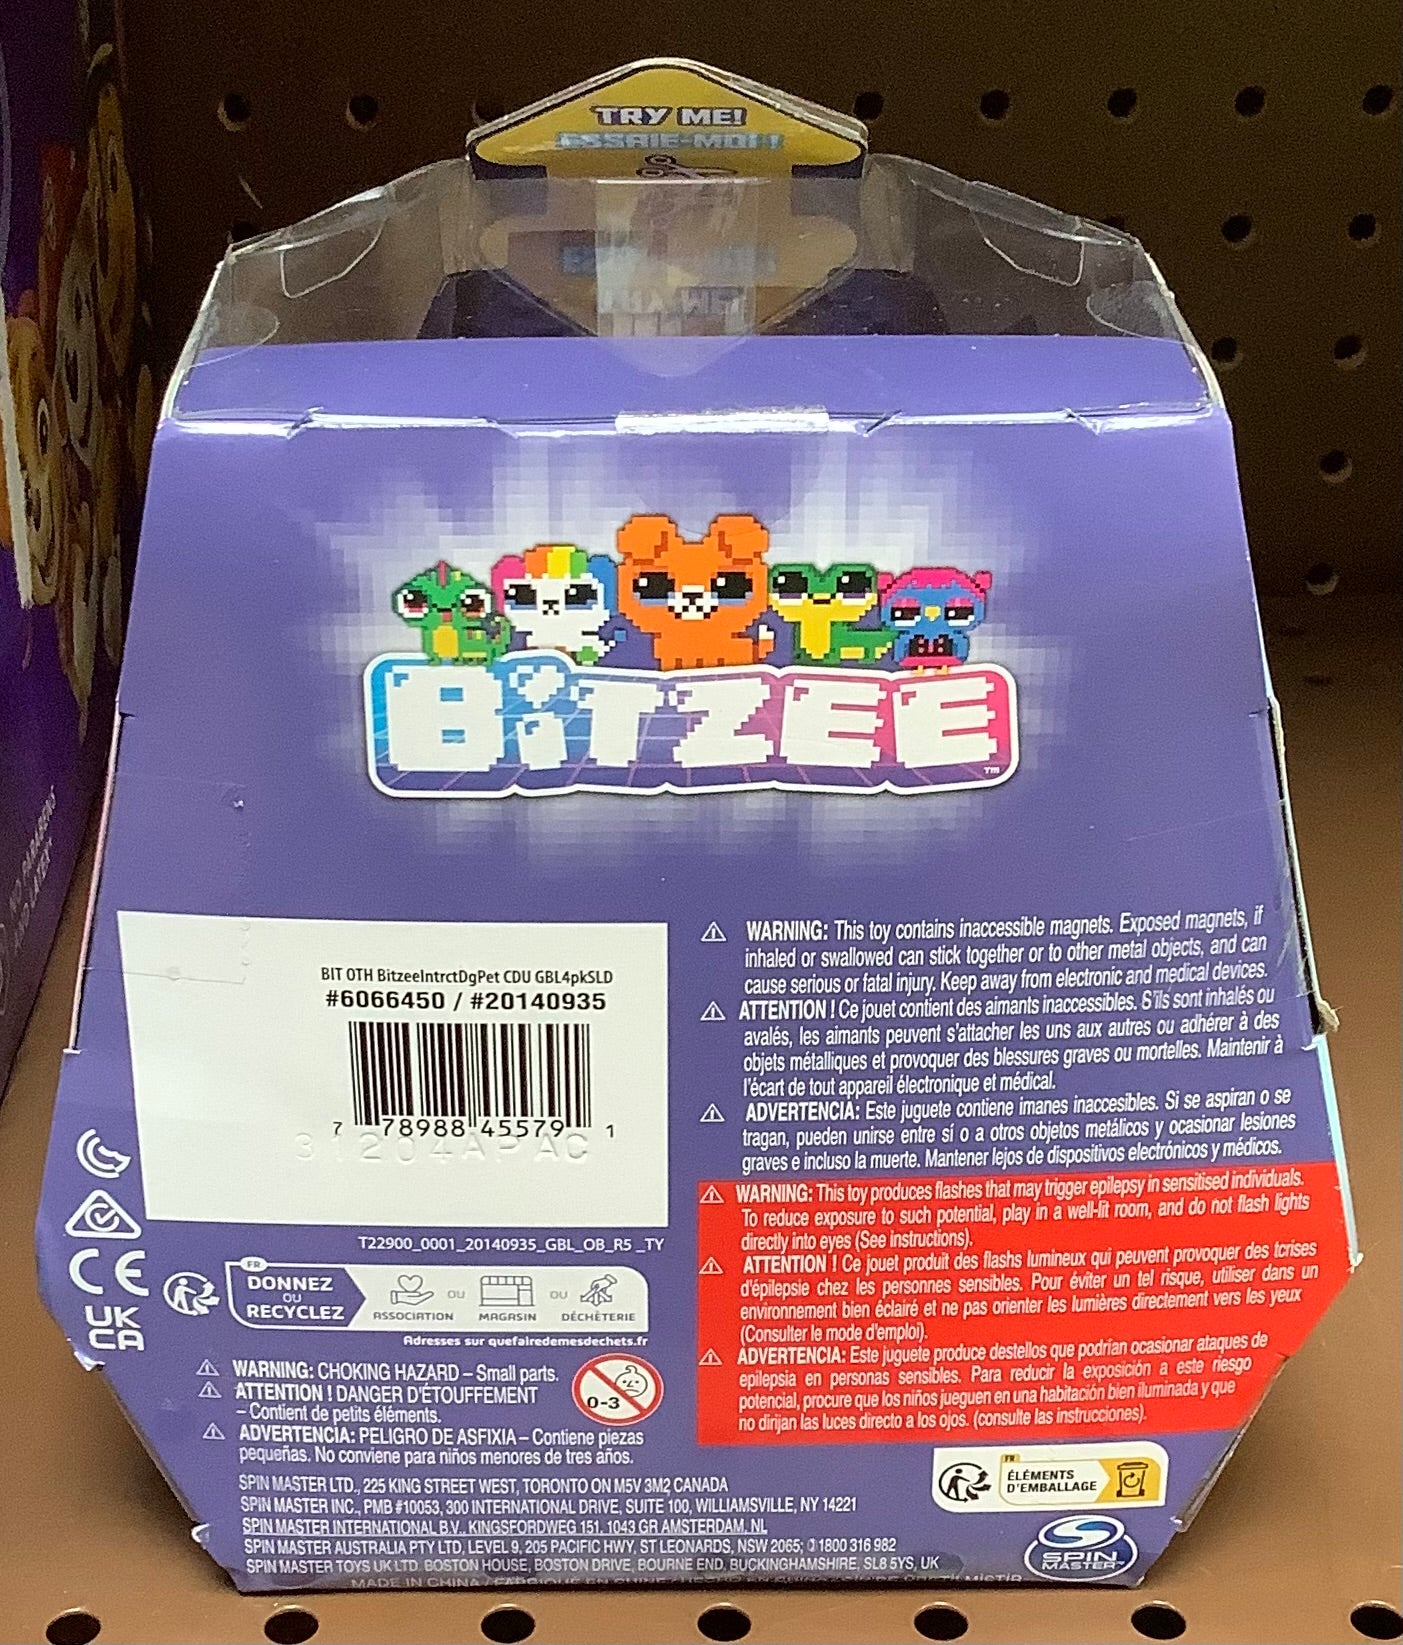 TRY ME!
ESSAIE-MOI !
BiTZEE
TM
BIT OTH BitzeeIntrctDgPet CDU GBL4pkSLD
#6066450 / #20140935
7 78988 45579 1
T22900_0001_20140935_GBL_OB_R5 _TY
CE
UK
CA
FR
DONNEZ
OU
RECYCLEZ
ASSOCIATION OU MAGASIN OU DÉCHÈTERIE
Adresses sur quefairedemesdechets.fr
WARNING: CHOKING HAZARD – Small parts.
ATTENTION ! DANGER D'ÉTOUFFEMENT
– Contient de petits éléments.
ADVERTENCIA: PELIGRO DE ASFIXIA – Contiene piezas
pequeñas. No conviene para niños menores de tres años.
0-3
WARNING: This toy contains inaccessible magnets. Exposed magnets, if
inhaled or swallowed can stick together or to other metal objects, and can
cause serious or fatal injury. Keep away from electronic and medical devices.
ATTENTION ! Ce jouet contient des aimants inaccessibles. S'ils sont inhalés ou
avalés, les aimants peuvent s'attacher les uns aux autres ou adhérer à des
objets métalliques et provoquer des blessures graves ou mortelles. Maintenir à
l'écart de tout appareil électronique et médical.
ADVERTENCIA: Este juguete contiene imanes inaccesibles. Si se aspiran o se
tragan, pueden unirse entre sí o a otros objetos metálicos y ocasionar lesiones
graves e incluso la muerte. Mantener lejos de dispositivos electrónicos y médicos.
WARNING: This toy produces flashes that may trigger epilepsy in sensitised individuals.
To reduce exposure to such potential, play in a well-lit room, and do not flash lights
directly into eyes (See instructions).
ATTENTION ! Ce jouet produit des flashs lumineux qui peuvent provoquer des tcrises
d'épilepsie chez les personnes sensibles. Pour éviter un tel risque, utiliser dans un
environnement bien éclairé et ne pas orienter les lumières directement vers les yeux
(Consulter le mode d'emploi).
ADVERTENCIA: Este juguete produce destellos que podrían ocasionar ataques de
epilepsia en personas sensibles. Para reducir la exposición a este riesgo
potencial, procure que los niños jueguen en una habitación bien iluminada y que
no dirijan las luces directo a los ojos. (consulte las instrucciones).
FR
ÉLÉMENTS
D'EMBALLAGE
SPIN MASTER LTD., 225 KING STREET WEST, TORONTO ON M5V 3M2 CANADA
SPIN MASTER INC., PMB #10053, 300 INTERNATIONAL DRIVE, SUITE 100, WILLIAMSVILLE, NY 14221
SPIN MASTER INTERNATIONAL B.V., KINGSFORDWEG 151, 1043 GR AMSTERDAM, NL
SPIN MASTER AUSTRALIA PTY LTD, LEVEL 9, 205 PACIFIC HWY, ST LEONARDS, NSW 2065; 1800 316 982
SPIN MASTER TOYS UK LTD. BOSTON HOUSE, BOSTON DRIVE, BOURNE END, BUCKINGHAMSHIRE, SL8 5YS, UK
MADE IN CHINA / FABRIQUÉ EN CHINE
SPIN
MASTER